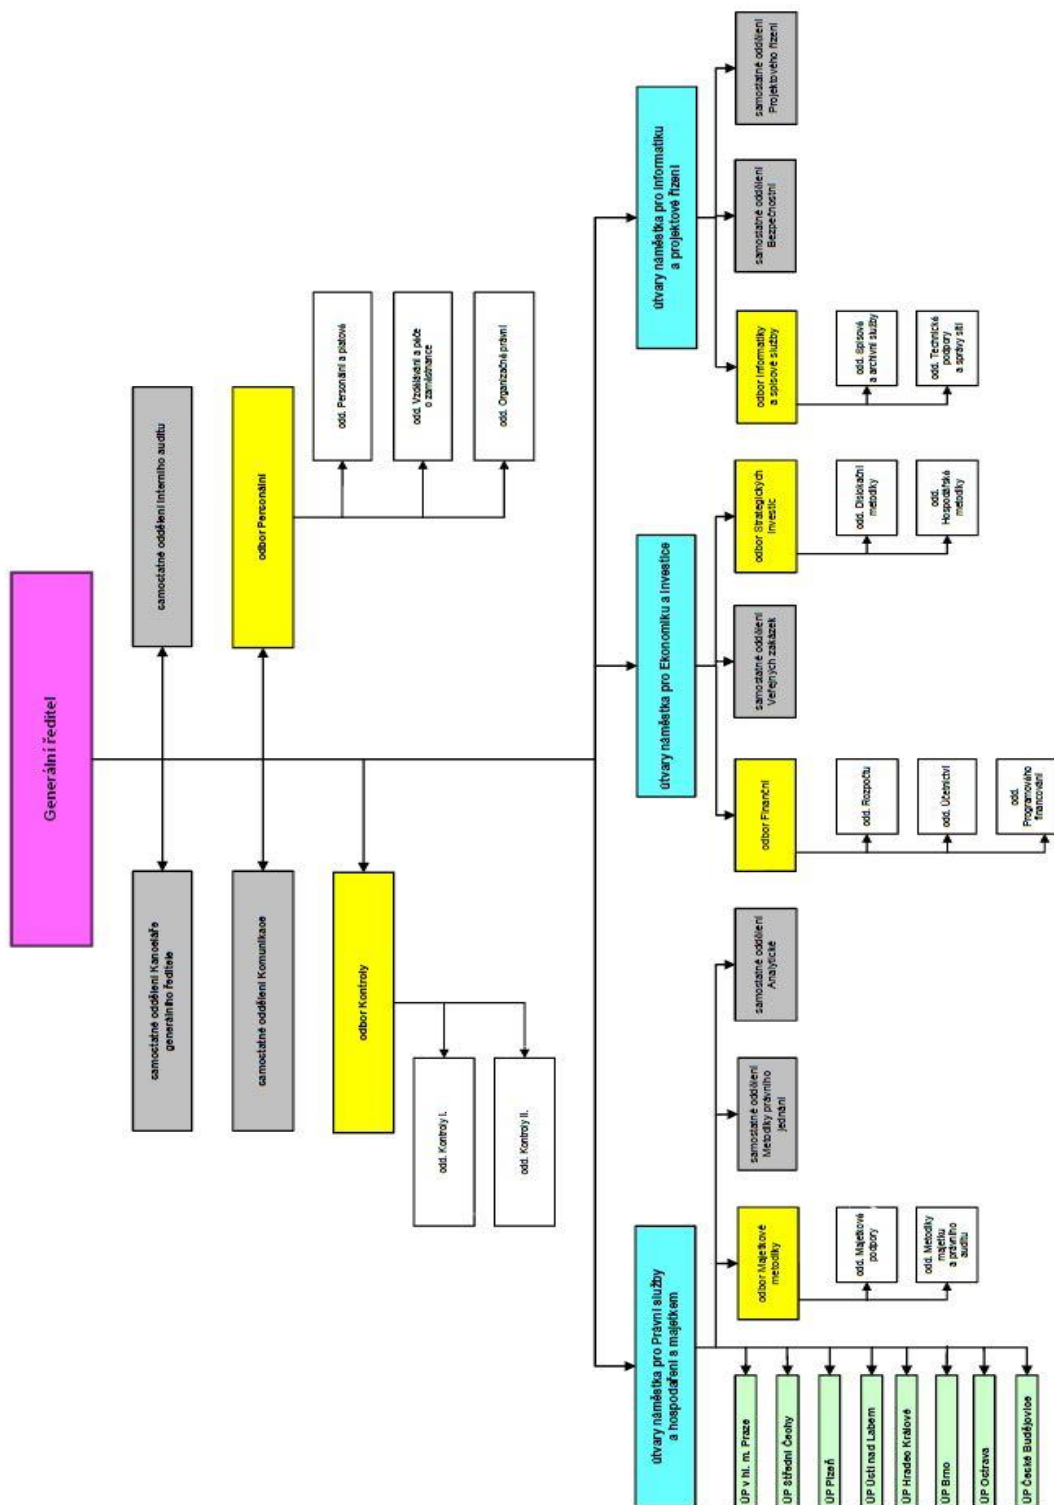 Generální ředitel
samostatné oddělení Kanceláře
generálního ředitele
samostatné oddělení Interního auditu
samostatné oddělení Komunikace
odbor Personální
odd. Personální a platové
odd. Vzdělávání a péče
o zaměstnance
odd. Organizačně právní
odbor Kontroly
odd. Kontroly I.
odd. Kontroly II.
útvary náměstka pro Právní služby
a hospodaření s majetkem
ÚP v hl. m. Praze
ÚP Střední Čechy
ÚP Plzeň
ÚP Ústí nad Labem
ÚP Hradec Králové
ÚP Brno
ÚP Ostrava
ÚP České Budějovice
odbor Majetkové
metodiky
odd. Majetkové
podpory
odd. Metodiky
majetku
a právního
auditu
samostatné oddělení
Metodiky právního
jednání
samostatné oddělení
Analytické
útvary náměstka pro Ekonomiku a Investice
odbor Finanční
odd. Rozpočtu
odd. Účetnictví
odd.
Programového
financování
samostatné oddělení
Veřejných zakázek
odbor Strategických
investic
odd. Dislokační
metodiky
odd.
Hospodářské
metodiky
útvary náměstka pro Informatiku
a projektové řízení
odbor Informatiky
a spisové služby
odd. Spisové
a archivní služby
odd. Technické
podpory
a správy sítí
samostatné oddělení
Bezpečnostní
samostatné oddělení
Projektového řízení